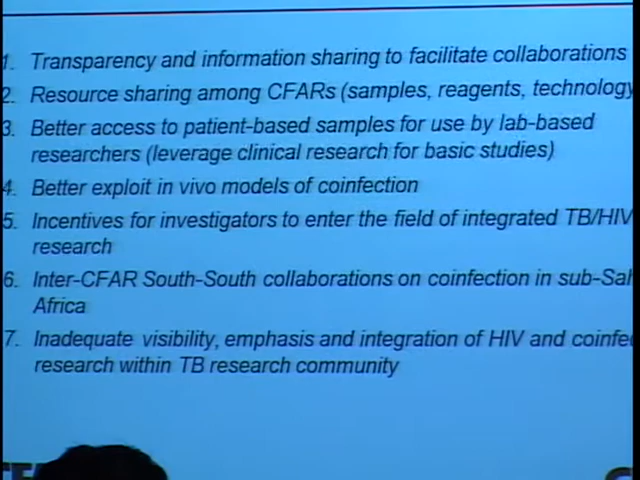 1. Transparency and information sharing to facilitate collaborations
2. Resource sharing among CFARs (samples, reagents, technology
3. Better access to patient-based samples for use by lab-based
researchers (leverage clinical research for basic studies)
4. Better exploit in vivo models of coinfection
5. Incentives for investigators to enter the field of integrated TB/HIV
research
6. Inter-CFAR South-South collaborations on coinfection in sub-Sah
Africa
7. Inadequate visibility, emphasis and integration of HIV and coinfe
research within TB research community